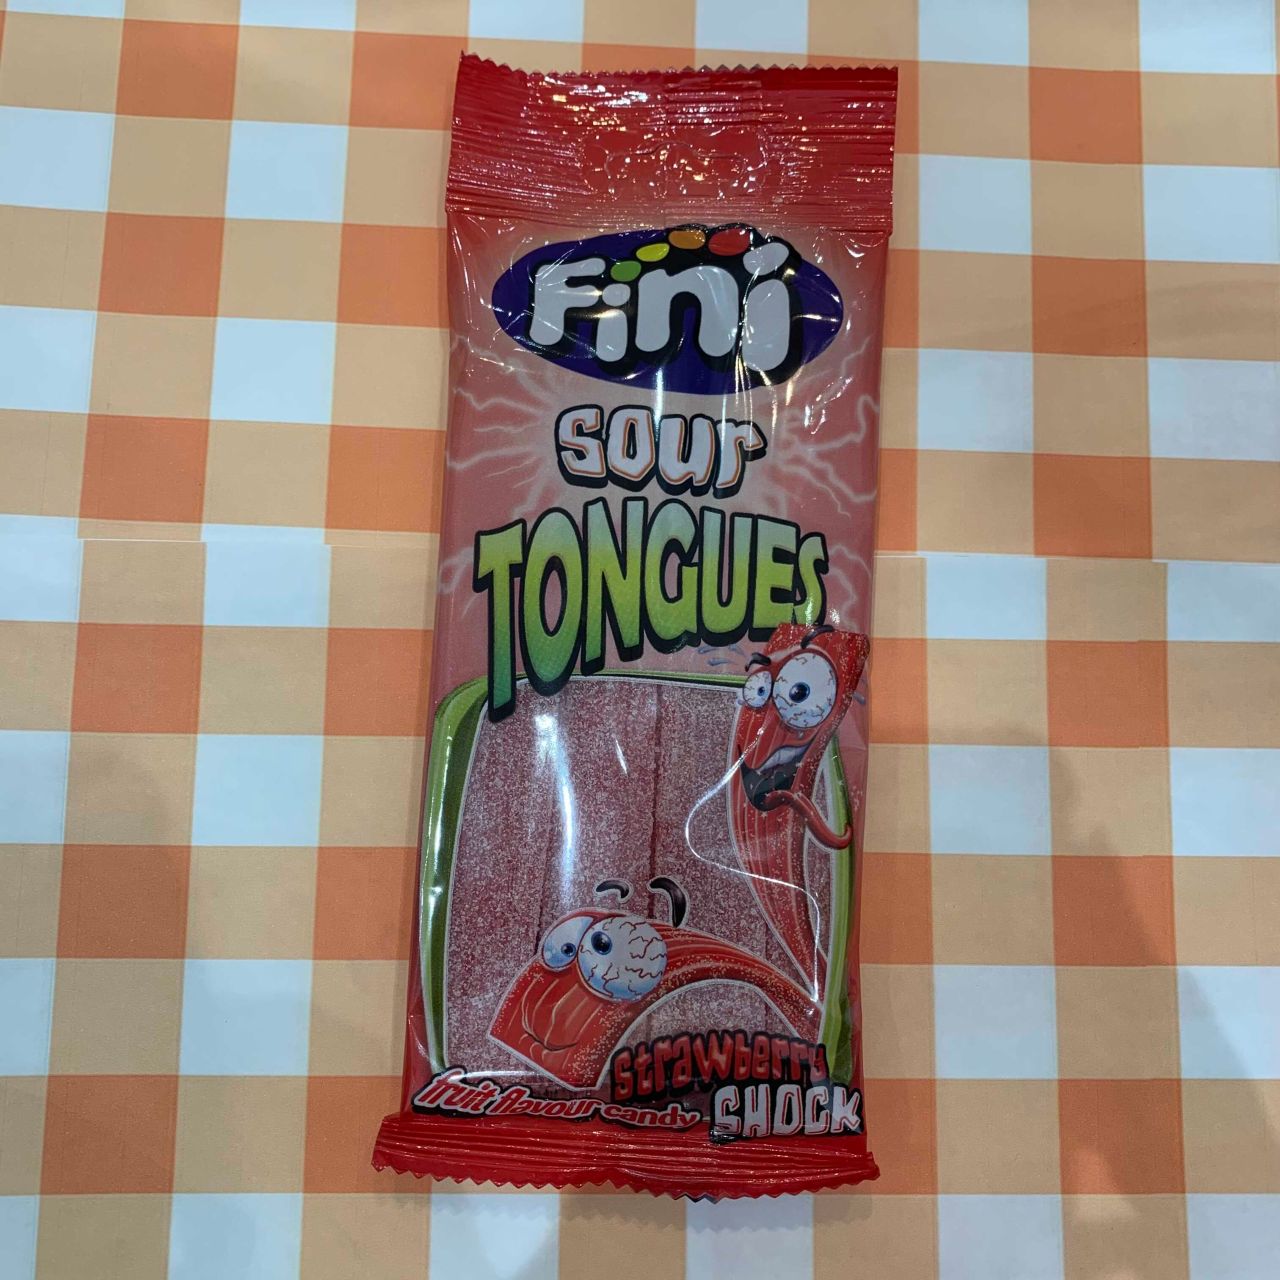 Fini
sour
TONGUES
strawberry
fruit flavour candy SHOCK